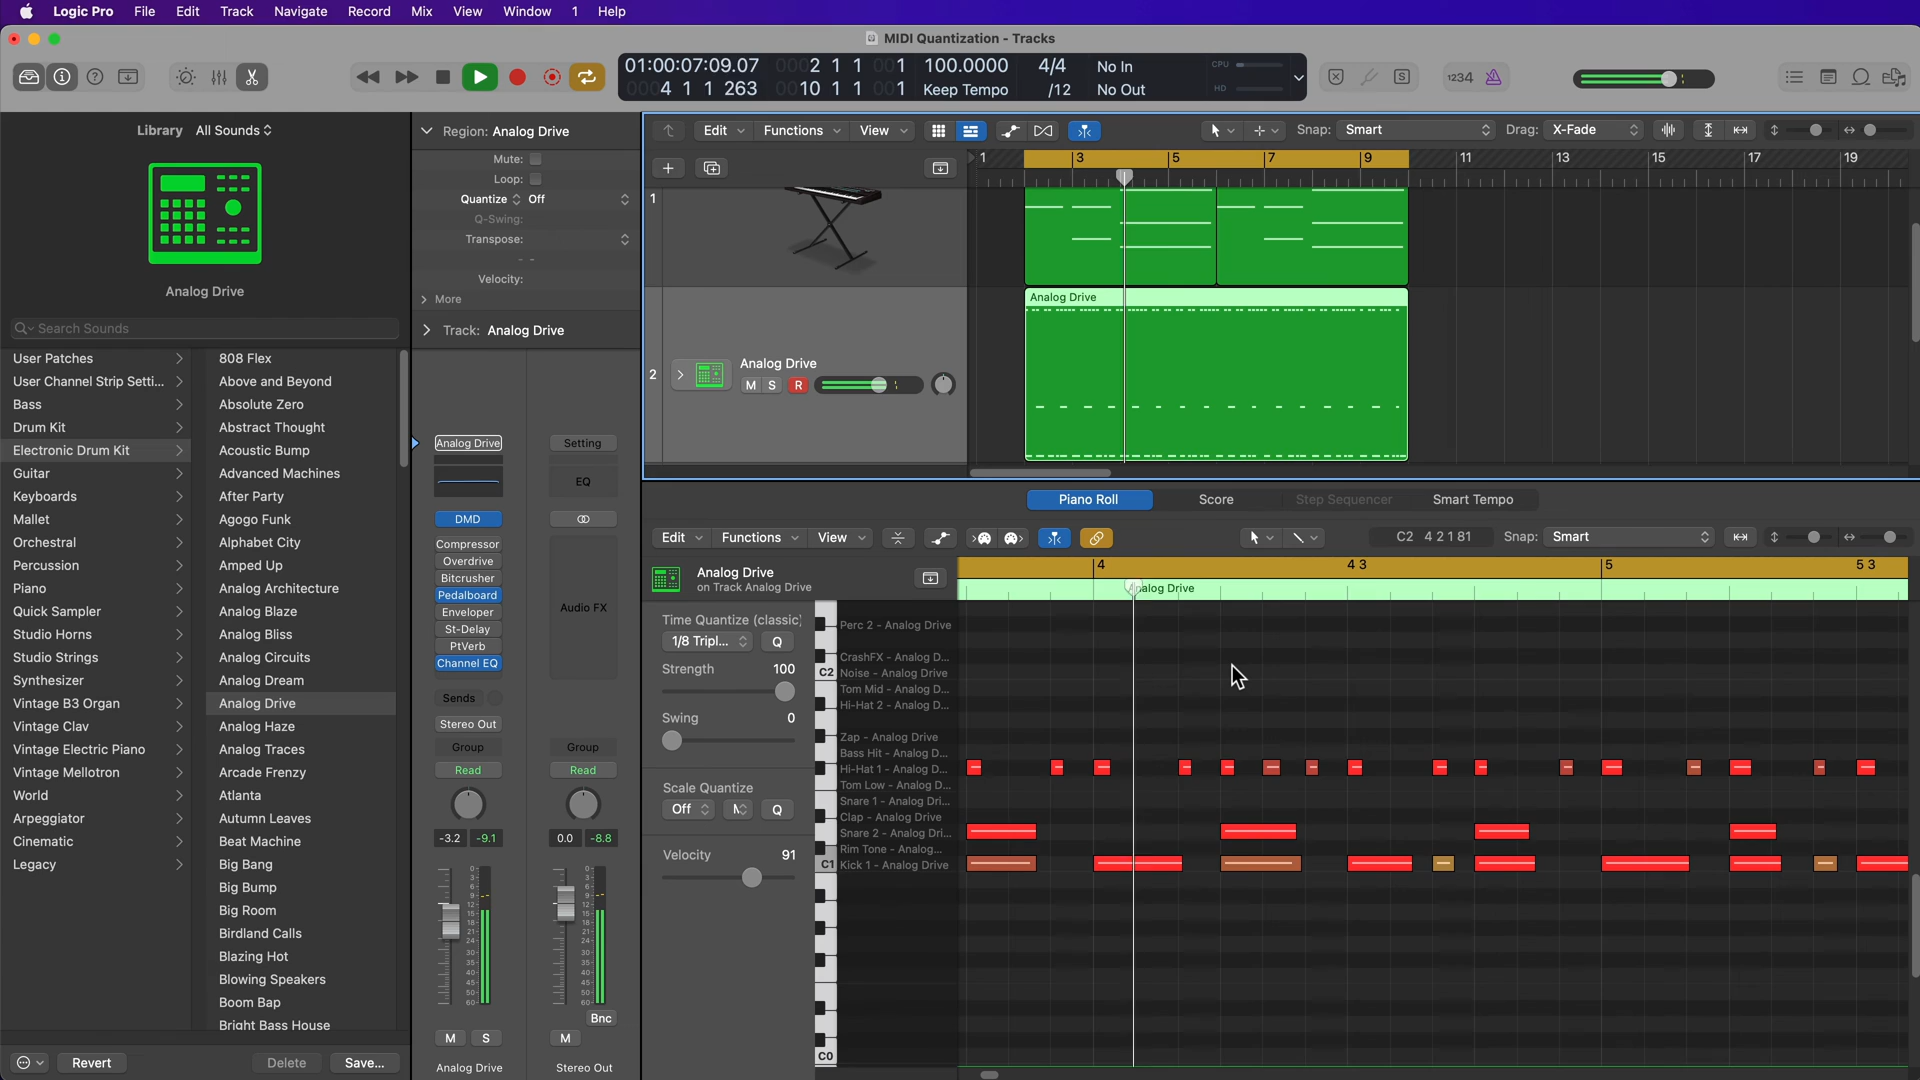 Logic Pro File Edit Track Navigate Record Mix View Window 1 Help
MIDI Quantization - Tracks
01:00:07:09.07 0002 1 1 001 100.0000 4/4 No In CPU
0004 1 1 263 0010 1 1 001 Keep Tempo /12 No Out HD
1234
S
Library All Sounds
Analog Drive
Search Sounds
User Patches
User Channel Strip Setti...
Bass
Drum Kit
Electronic Drum Kit
Guitar
Keyboards
Mallet
Orchestral
Percussion
Piano
Quick Sampler
Studio Horns
Studio Strings
Synthesizer
Vintage B3 Organ
Vintage Clav
Vintage Electric Piano
Vintage Mellotron
World
Arpeggiator
Cinematic
Legacy
808 Flex
Above and Beyond
Absolute Zero
Abstract Thought
Acoustic Bump
Advanced Machines
After Party
Agogo Funk
Alphabet City
Amped Up
Analog Architecture
Analog Blaze
Analog Bliss
Analog Circuits
Analog Dream
Analog Drive
Analog Haze
Analog Traces
Arcade Frenzy
Atlanta
Autumn Leaves
Beat Machine
Big Bang
Big Bump
Big Room
Birdland Calls
Blazing Hot
Blowing Speakers
Boom Bap
Bright Bass House
Revert Delete Save...
Region: Analog Drive
Mute:
Loop:
Quantize Off
Q-Swing:
Transpose:
- -
Velocity:
More
Track: Analog Drive
Analog Drive Setting
EQ
DMD
Compressor
Overdrive
Bitcrusher
Pedalboard
Enveloper
St-Delay
PtVerb
Channel EQ
Audio FX
Sends
Stereo Out
Group Group
Read Read
-3.2 -9.1 0.0 -8.8
Bnc
M S M
Analog Drive Stereo Out
Edit Functions View Snap: Smart Drag: X-Fade
1 3 5 7 9 11 13 15 17 19
1
Analog Drive
2
Analog Drive
M S R
Piano Roll Score Step Sequencer Smart Tempo
Edit Functions View C2 4 2 1 81 Snap: Smart
Analog Drive
on Track Analog Drive
4 4 3 5 5 3
Analog Drive
Time Quantize (classic)
1/8 Tripl... Q
Strength 100
Swing 0
Scale Quantize
Off Q
Velocity 91
Perc 2 - Analog Drive
CrashFX - Analog D...
C2 Noise - Analog Drive
Tom Mid - Analog D...
Hi-Hat 2 - Analog D...
Zap - Analog Drive
Bass Hit - Analog D...
Hi-Hat 1 - Analog D...
Tom Low - Analog D...
Snare 1 - Analog Dri...
Clap - Analog Drive
Snare 2 - Analog Dri...
Rim Tone - Analog...
C1 Kick 1 - Analog Drive
C0